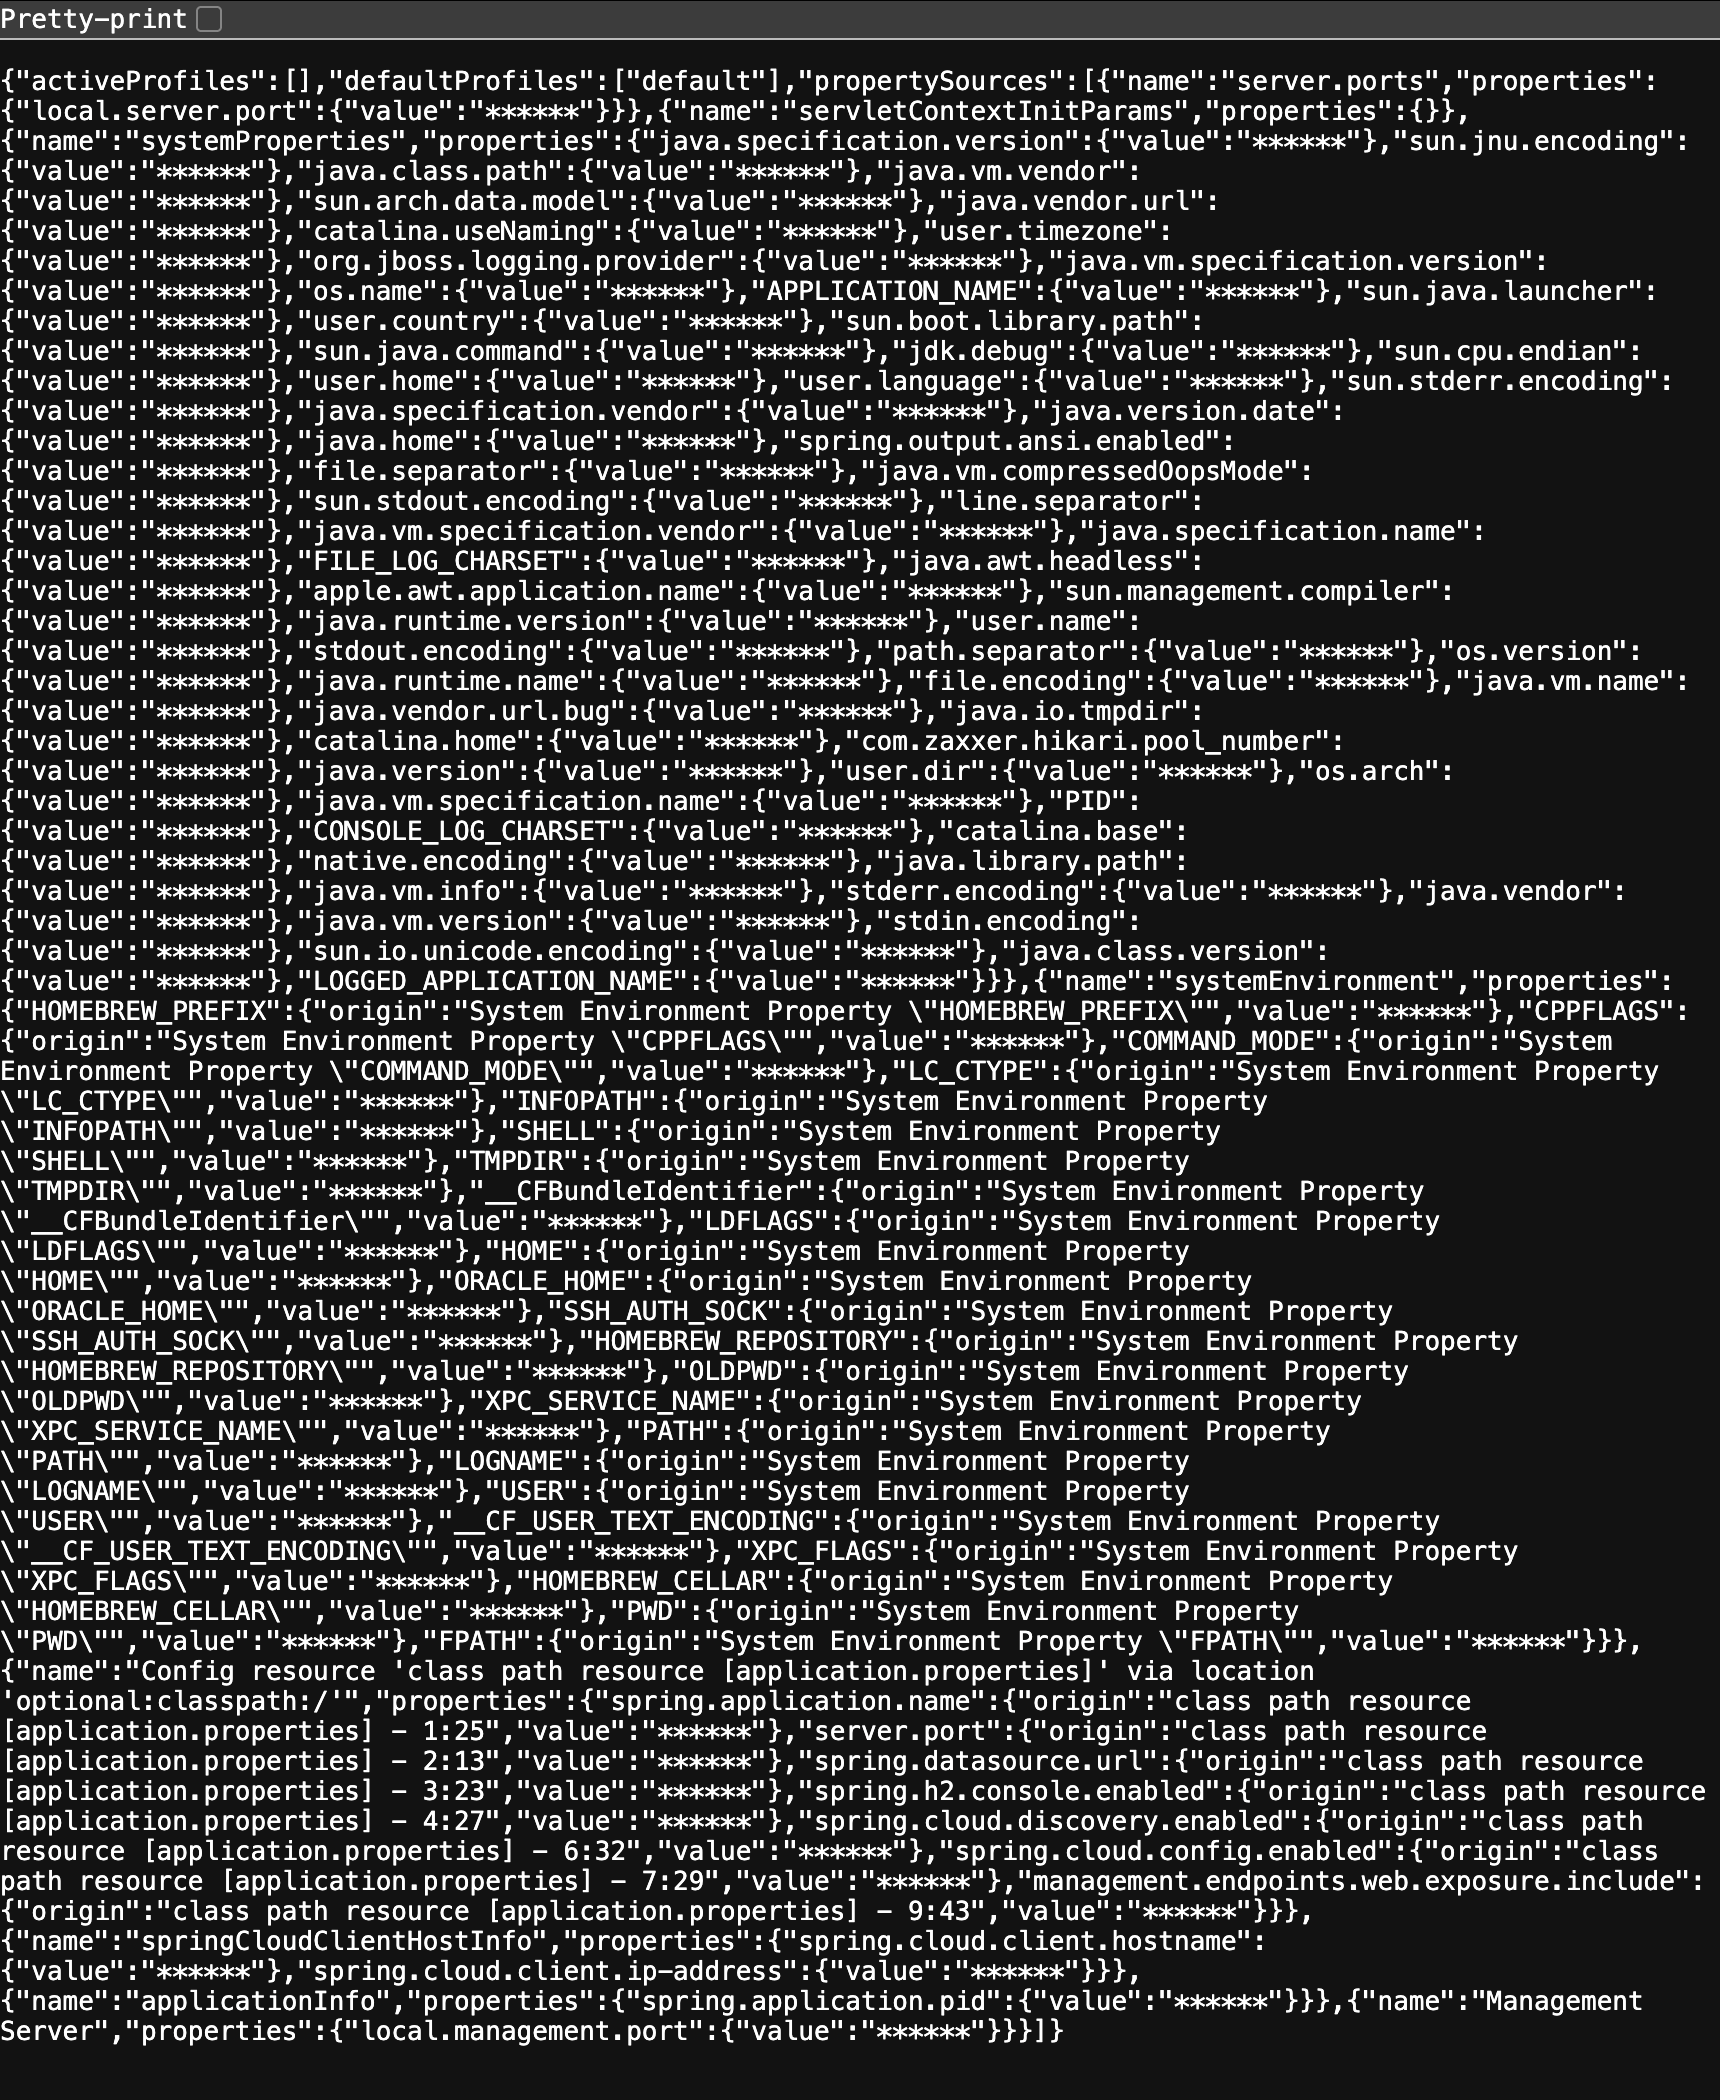 Pretty-print
{"activeProfiles":[],"defaultProfiles":["default"],"propertySources":[{"name":"server.ports","properties":
{"local.server.port":{"value":"******"}}},{"name":"servletContextInitParams","properties":{}},
{"name":"systemProperties","properties":{"java.specification.version":{"value":"******"},"sun.jnu.encoding":
{"value":"******"},"java.class.path":{"value":"******"},"java.vm.vendor":
{"value":"******"},"sun.arch.data.model":{"value":"******"},"java.vendor.url":
{"value":"******"},"catalina.useNaming":{"value":"******"},"user.timezone":
{"value":"******"},"org.jboss.logging.provider":{"value":"******"},"java.vm.specification.version":
{"value":"******"},"os.name":{"value":"******"},"APPLICATION_NAME":{"value":"******"},"sun.java.launcher":
{"value":"******"},"user.country":{"value":"******"},"sun.boot.library.path":
{"value":"******"},"sun.java.command":{"value":"******"},"jdk.debug":{"value":"******"},"sun.cpu.endian":
{"value":"******"},"user.home":{"value":"******"},"user.language":{"value":"******"},"sun.stderr.encoding":
{"value":"******"},"java.specification.vendor":{"value":"******"},"java.version.date":
{"value":"******"},"java.home":{"value":"******"},"spring.output.ansi.enabled":
{"value":"******"},"file.separator":{"value":"******"},"java.vm.compressedOopsMode":
{"value":"******"},"sun.stdout.encoding":{"value":"******"},"line.separator":
{"value":"******"},"java.vm.specification.vendor":{"value":"******"},"java.specification.name":
{"value":"******"},"FILE_LOG_CHARSET":{"value":"******"},"java.awt.headless":
{"value":"******"},"apple.awt.application.name":{"value":"******"},"sun.management.compiler":
{"value":"******"},"java.runtime.version":{"value":"******"},"user.name":
{"value":"******"},"stdout.encoding":{"value":"******"},"path.separator":{"value":"******"},"os.version":
{"value":"******"},"java.runtime.name":{"value":"******"},"file.encoding":{"value":"******"},"java.vm.name":
{"value":"******"},"java.vendor.url.bug":{"value":"******"},"java.io.tmpdir":
{"value":"******"},"catalina.home":{"value":"******"},"com.zaxxer.hikari.pool_number":
{"value":"******"},"java.version":{"value":"******"},"user.dir":{"value":"******"},"os.arch":
{"value":"******"},"java.vm.specification.name":{"value":"******"},"PID":
{"value":"******"},"CONSOLE_LOG_CHARSET":{"value":"******"},"catalina.base":
{"value":"******"},"native.encoding":{"value":"******"},"java.library.path":
{"value":"******"},"java.vm.info":{"value":"******"},"stderr.encoding":{"value":"******"},"java.vendor":
{"value":"******"},"java.vm.version":{"value":"******"},"stdin.encoding":
{"value":"******"},"sun.io.unicode.encoding":{"value":"******"},"java.class.version":
{"value":"******"},"LOGGED_APPLICATION_NAME":{"value":"******"}}},{"name":"systemEnvironment","properties":
{"HOMEBREW_PREFIX":{"origin":"System Environment Property \"HOMEBREW_PREFIX\"","value":"******"},"CPPFLAGS":
{"origin":"System Environment Property \"CPPFLAGS\"","value":"******"},"COMMAND_MODE":{"origin":"System
Environment Property \"COMMAND_MODE\"","value":"******"},"LC_CTYPE":{"origin":"System Environment Property
\"LC_CTYPE\"","value":"******"},"INFOPATH":{"origin":"System Environment Property
\"INFOPATH\"","value":"******"},"SHELL":{"origin":"System Environment Property
\"SHELL\"","value":"******"},"TMPDIR":{"origin":"System Environment Property
\"TMPDIR\"","value":"******"},"__CFBundleIdentifier":{"origin":"System Environment Property
\"__CFBundleIdentifier\"","value":"******"},"LDFLAGS":{"origin":"System Environment Property
\"LDFLAGS\"","value":"******"},"HOME":{"origin":"System Environment Property
\"HOME\"","value":"******"},"ORACLE_HOME":{"origin":"System Environment Property
\"ORACLE_HOME\"","value":"******"},"SSH_AUTH_SOCK":{"origin":"System Environment Property
\"SSH_AUTH_SOCK\"","value":"******"},"HOMEBREW_REPOSITORY":{"origin":"System Environment Property
\"HOMEBREW_REPOSITORY\"","value":"******"},"OLDPWD":{"origin":"System Environment Property
\"OLDPWD\"","value":"******"},"XPC_SERVICE_NAME":{"origin":"System Environment Property
\"XPC_SERVICE_NAME\"","value":"******"},"PATH":{"origin":"System Environment Property
\"PATH\"","value":"******"},"LOGNAME":{"origin":"System Environment Property
\"LOGNAME\"","value":"******"},"USER":{"origin":"System Environment Property
\"USER\"","value":"******"},"__CF_USER_TEXT_ENCODING":{"origin":"System Environment Property
\"__CF_USER_TEXT_ENCODING\"","value":"******"},"XPC_FLAGS":{"origin":"System Environment Property
\"XPC_FLAGS\"","value":"******"},"HOMEBREW_CELLAR":{"origin":"System Environment Property
\"HOMEBREW_CELLAR\"","value":"******"},"PWD":{"origin":"System Environment Property
\"PWD\"","value":"******"},"FPATH":{"origin":"System Environment Property \"FPATH\"","value":"******"}}},
{"name":"Config resource 'class path resource [application.properties]' via location
'optional:classpath:/'","properties":{"spring.application.name":{"origin":"class path resource
[application.properties] - 1:25","value":"******"},"server.port":{"origin":"class path resource
[application.properties] - 2:13","value":"******"},"spring.datasource.url":{"origin":"class path resource
[application.properties] - 3:23","value":"******"},"spring.h2.console.enabled":{"origin":"class path resource
[application.properties] - 4:27","value":"******"},"spring.cloud.discovery.enabled":{"origin":"class path
resource [application.properties] - 6:32","value":"******"},"spring.cloud.config.enabled":{"origin":"class
path resource [application.properties] - 7:29","value":"******"},"management.endpoints.web.exposure.include":
{"origin":"class path resource [application.properties] - 9:43","value":"******"}}},
{"name":"springCloudClientHostInfo","properties":{"spring.cloud.client.hostname":
{"value":"******"},"spring.cloud.client.ip-address":{"value":"******"}}},
{"name":"applicationInfo","properties":{"spring.application.pid":{"value":"******"}}},{"name":"Management
Server","properties":{"local.management.port":{"value":"******"}}}]}